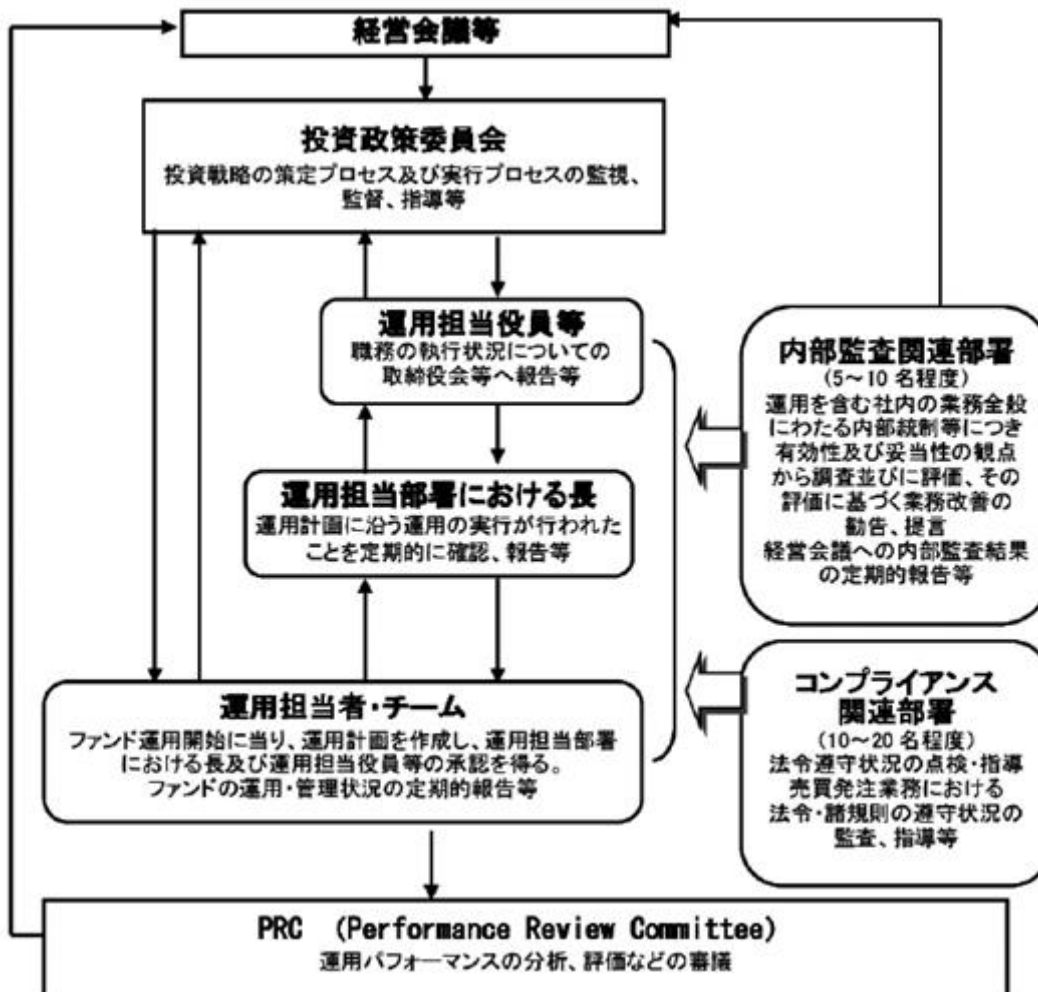 経営会議等
投資政策委員会
投資戦略の策定プロセス及び実行プロセスの監視、
監督、指導等
運用担当役員等
職務の執行状況についての
取締役会等へ報告等
運用担当部署における長
運用計画に沿う運用の実行が行われた
ことを定期的に確認、報告等
運用担当者・チーム
ファンド運用開始に当り、運用計画を作成し、運用担当部署
における長及び運用担当役員等の承認を得る。
ファンドの運用・管理状況の定期的報告等
内部監査関連部署
(5～10 名程度)
運用を含む社内の業務全般
にわたる内部統制等につき
有効性及び妥当性の観点
から調査並びに評価、その
評価に基づく業務改善の
勧告、提言
経営会議への内部監査結果
の定期的報告等
コンプライアンス
関連部署
(10～20 名程度)
法令遵守状況の点検・指導
売買発注業務における
法令・諸規則の遵守状況の
監査、指導等
PRC (Performance Review Committee)
運用パフォーマンスの分析、評価などの審議